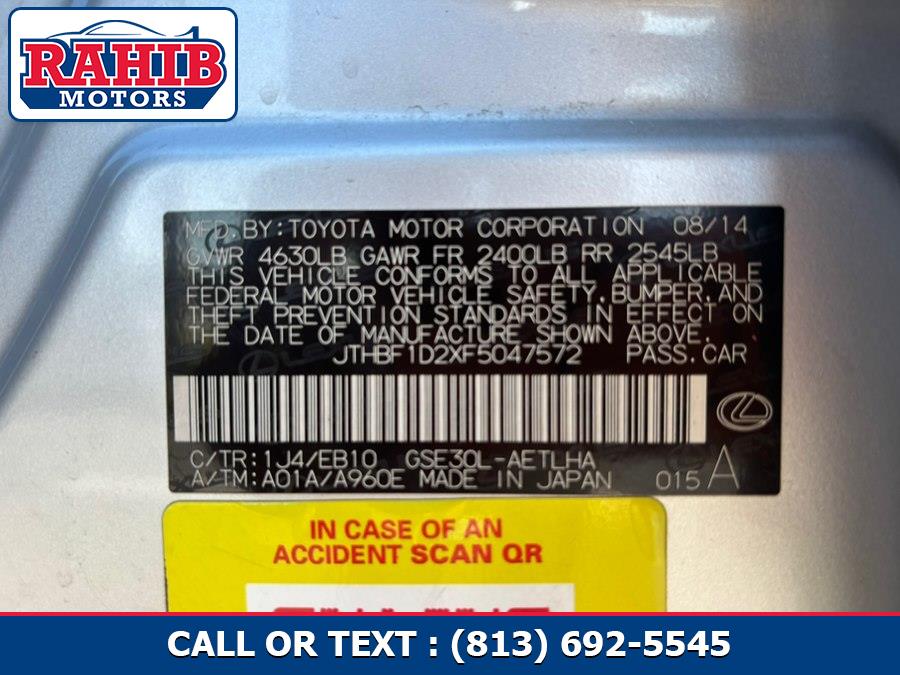 RAHIB
MOTORS
MFD.BY:TOYOTA MOTOR CORPORATION 08/14
GVWR 4630LB GAWR FR 2400LB RR 2545LB
THIS VEHICLE CONFORMS TO ALL APPLICABLE
FEDERAL MOTOR VEHICLE SAFETY,BUMPER,AND
THEFT PREVENTION STANDARDS IN EFFECT ON
THE DATE OF MANUFACTURE SHOWN ABOVE.
JTHBF1D2XF5047572 PASS.CAR
C/TR:1J4/EB10 GSE30L-AETLHA
A/TM:A01A/A960E MADE IN JAPAN 015 A
IN CASE OF AN
ACCIDENT SCAN QR
CALL OR TEXT : (813) 692-5545